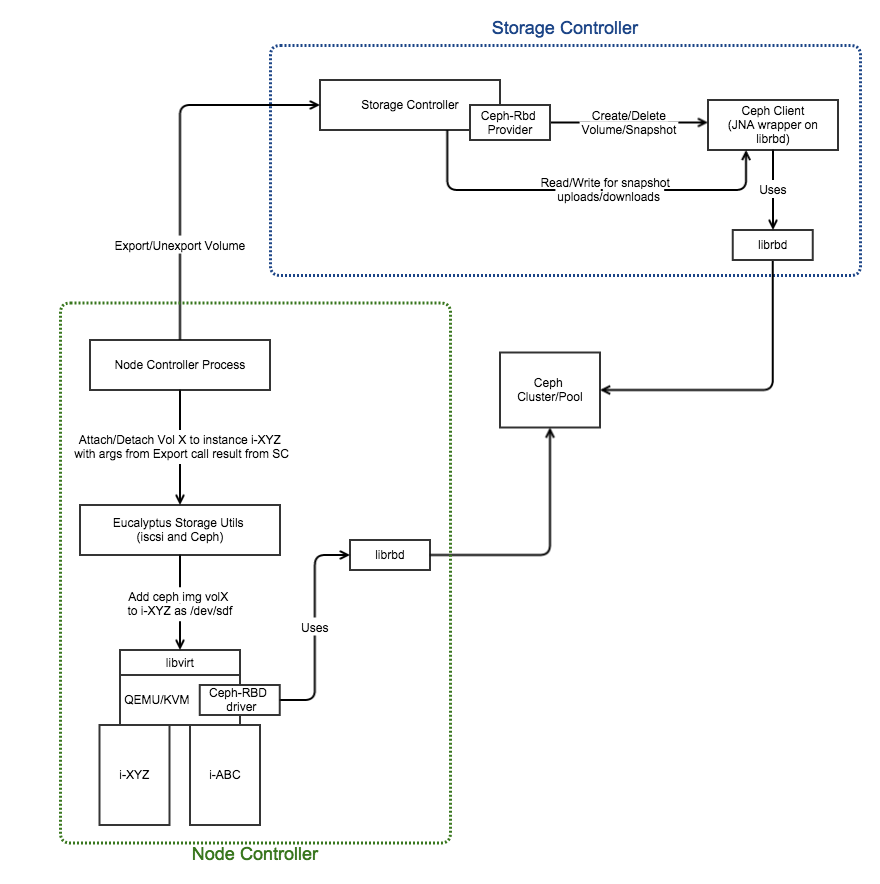 Storage Controller
Storage Controller
Ceph-Rbd
Provider
Create/Delete
Volume/Snapshot
Ceph Client
(JNA wrapper on
librbd)
Read/Write for snapshot
uploads/downloads
Uses
librbd
Export/Unexport Volume
Node Controller Process
Ceph
Cluster/Pool
Attach/Detach Vol X to instance i-XYZ
with args from Export call result from SC
Eucalyptus Storage Utils
(iscsi and Ceph)
librbd
Add ceph img volX
to i-XYZ as /dev/sdf
Uses
libvirt
QEMU/KVM
Ceph-RBD
driver
i-XYZ
i-ABC
Node Controller